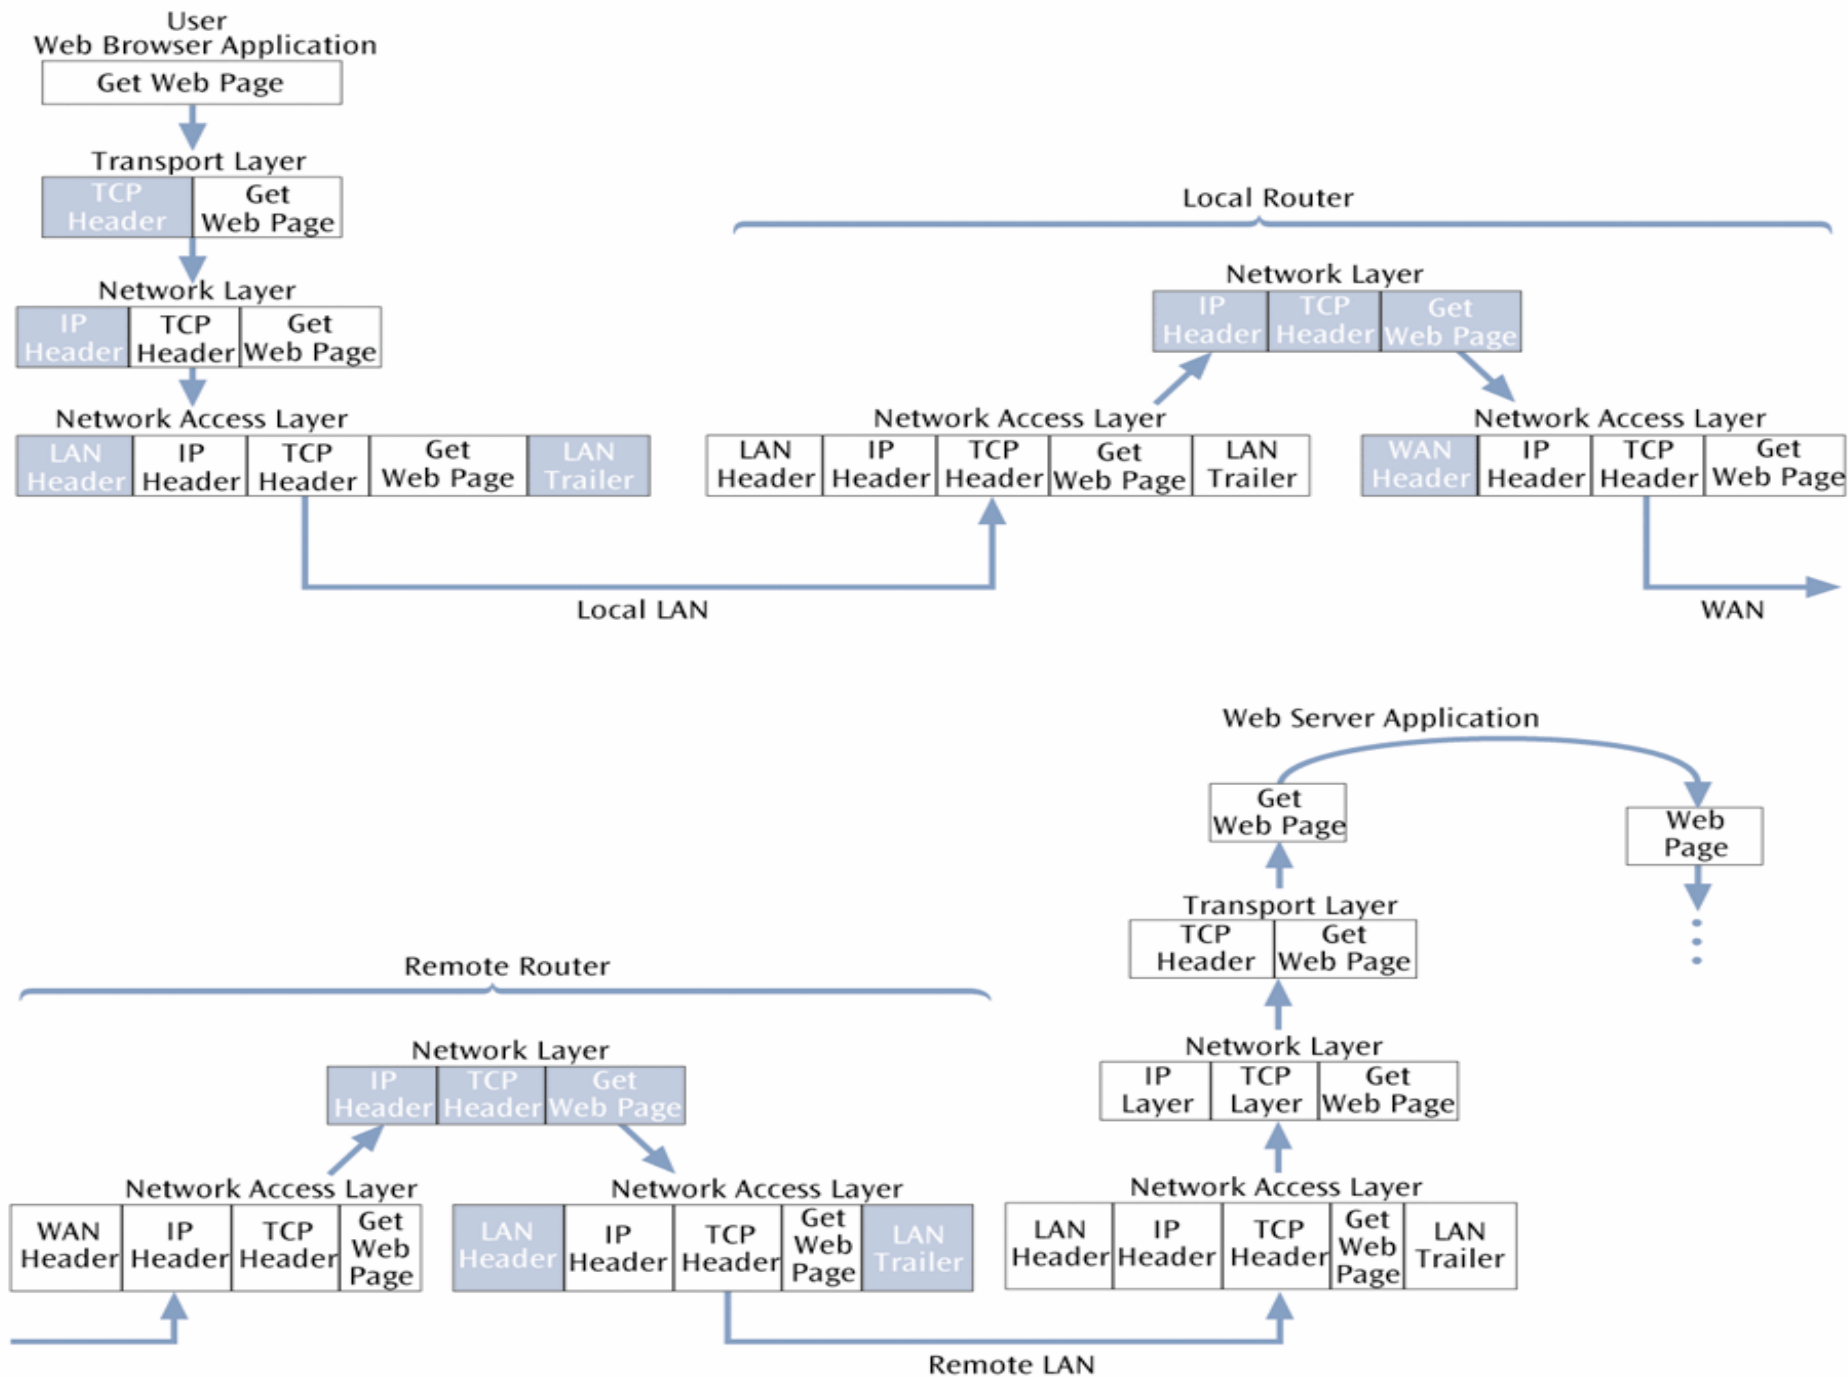 User
Web Browser Application
Get Web Page
Transport Layer
TCP
Header
Get
Web Page
Network Layer
IP
Header
TCP
Header
Get
Web Page
Network Access Layer
LAN
Header
IP
Header
TCP
Header
Get
Web Page
LAN
Trailer
Local LAN
Local Router
Network Access Layer
LAN
Header
IP
Header
TCP
Header
Get
Web Page
LAN
Trailer
Network Layer
IP
Header
TCP
Header
Get
Web Page
Network Access Layer
WAN
Header
IP
Header
TCP
Header
Get
Web Page
WAN
Remote Router
Network Access Layer
WAN
Header
IP
Header
TCP
Header
Get
Web
Page
Network Layer
IP
Header
TCP
Header
Get
Web Page
Network Access Layer
LAN
Header
IP
Header
TCP
Header
Get
Web
Page
LAN
Trailer
Remote LAN
Network Access Layer
LAN
Header
IP
Header
TCP
Header
Get
Web
Page
LAN
Trailer
Network Layer
IP
Layer
TCP
Layer
Get
Web Page
Transport Layer
TCP
Header
Get
Web Page
Web Server Application
Get
Web Page
Web
Page